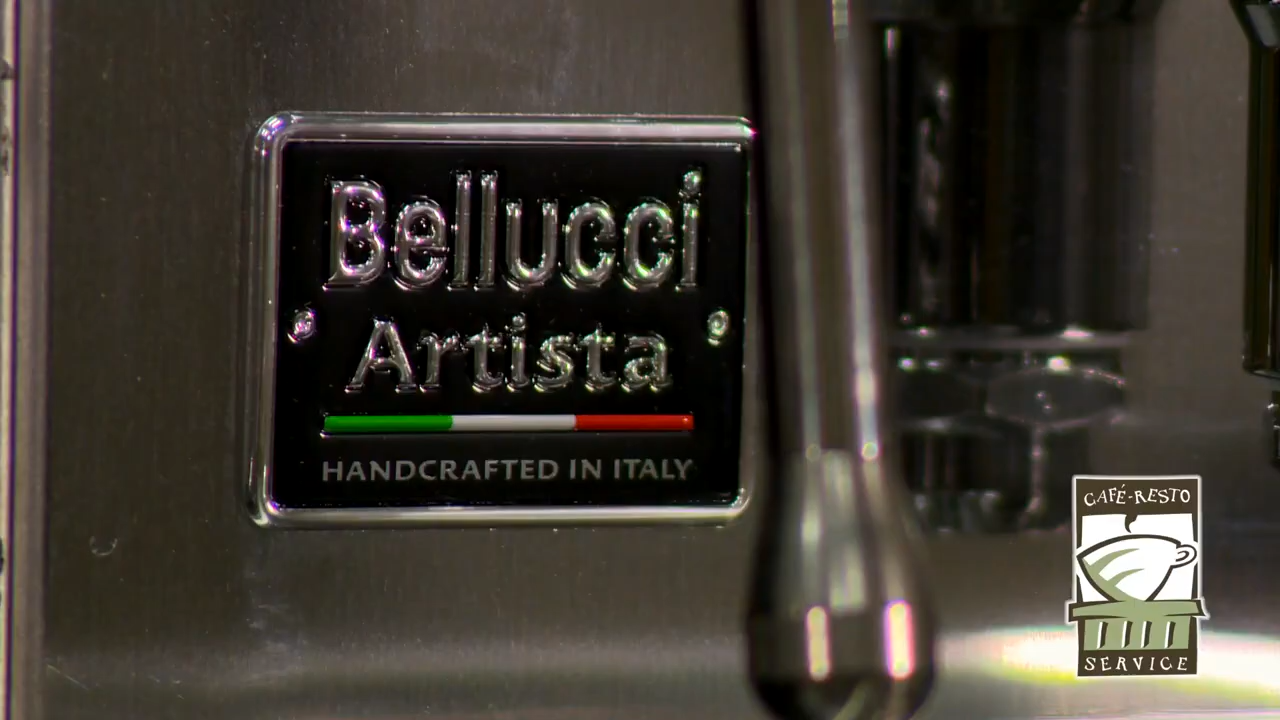 Bellucci
Artista
HANDCRAFTED IN ITALY
CAFÉ-RESTO
SERVICE